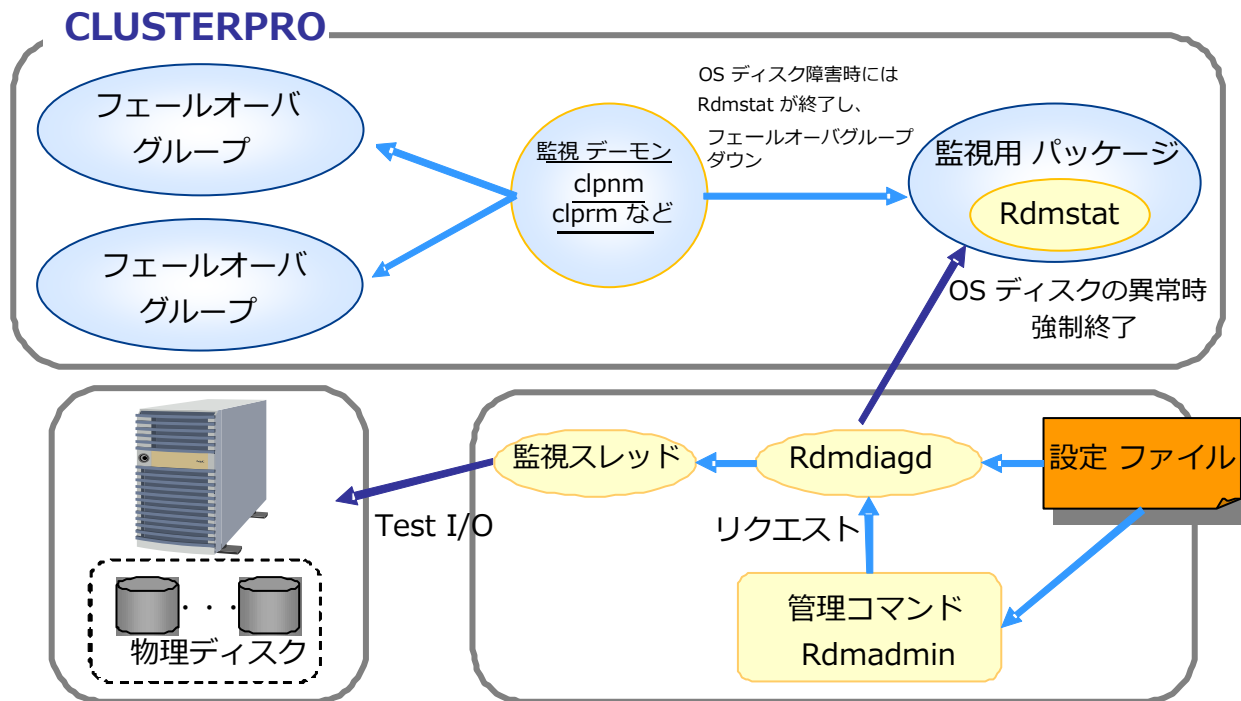 CLUSTERPRO
フェールオーバ
グループ
フェールオーバ
グループ
監視 デーモン
clpnm
clprm など
OS ディスク障害時には
Rdmstat が終了し、
フェールオーバグループ
ダウン
監視用 パッケージ
Rdmstat
OS ディスクの異常時
強制終了
監視スレッド
Rdmdiagd
設定 ファイル
Test I/O
リクエスト
管理コマンド
Rdmadmin
・・・
物理ディスク